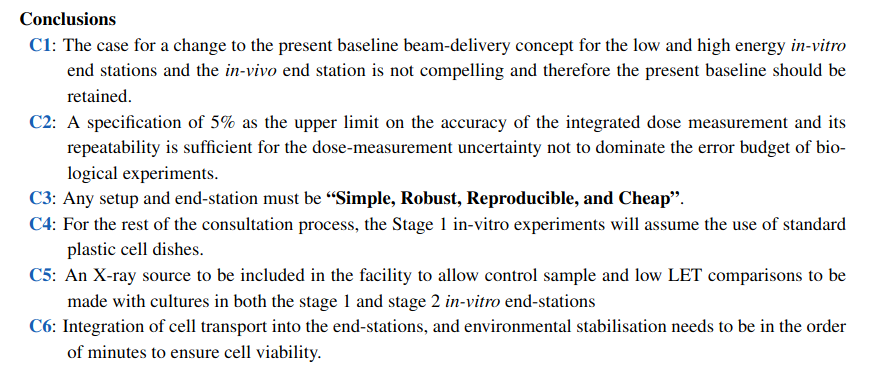 Conclusions
C1: The case for a change to the present baseline beam-delivery concept for the low and high energy in-vitro
end stations and the in-vivo end station is not compelling and therefore the present baseline should be
retained.
C2: A specification of 5% as the upper limit on the accuracy of the integrated dose measurement and its
repeatability is sufficient for the dose-measurement uncertainty not to dominate the error budget of bio-
logical experiments.
C3: Any setup and end-station must be “Simple, Robust, Reproducible, and Cheap”.
C4: For the rest of the consultation process, the Stage 1 in-vitro experiments will assume the use of standard
plastic cell dishes.
C5: An X-ray source to be included in the facility to allow control sample and low LET comparisons to be
made with cultures in both the stage 1 and stage 2 in-vitro end-stations
C6: Integration of cell transport into the end-stations, and environmental stabilisation needs to be in the order
of minutes to ensure cell viability.